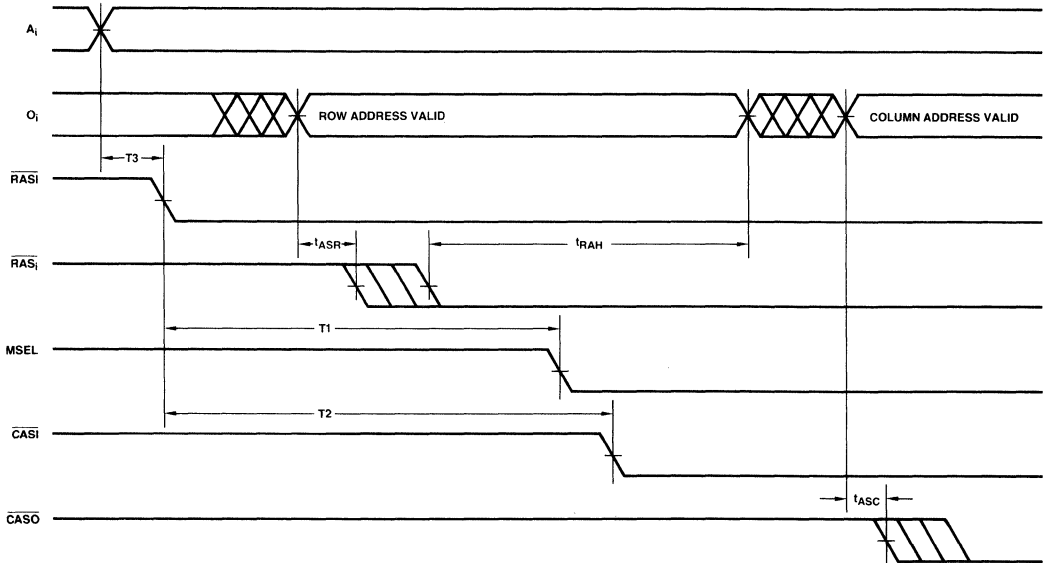 Ai
Oi
ROW ADDRESS VALID
COLUMN ADDRESS VALID
T3
RASI
tASR
tRAH
RASi
T1
MSEL
T2
CASI
tASC
CASO